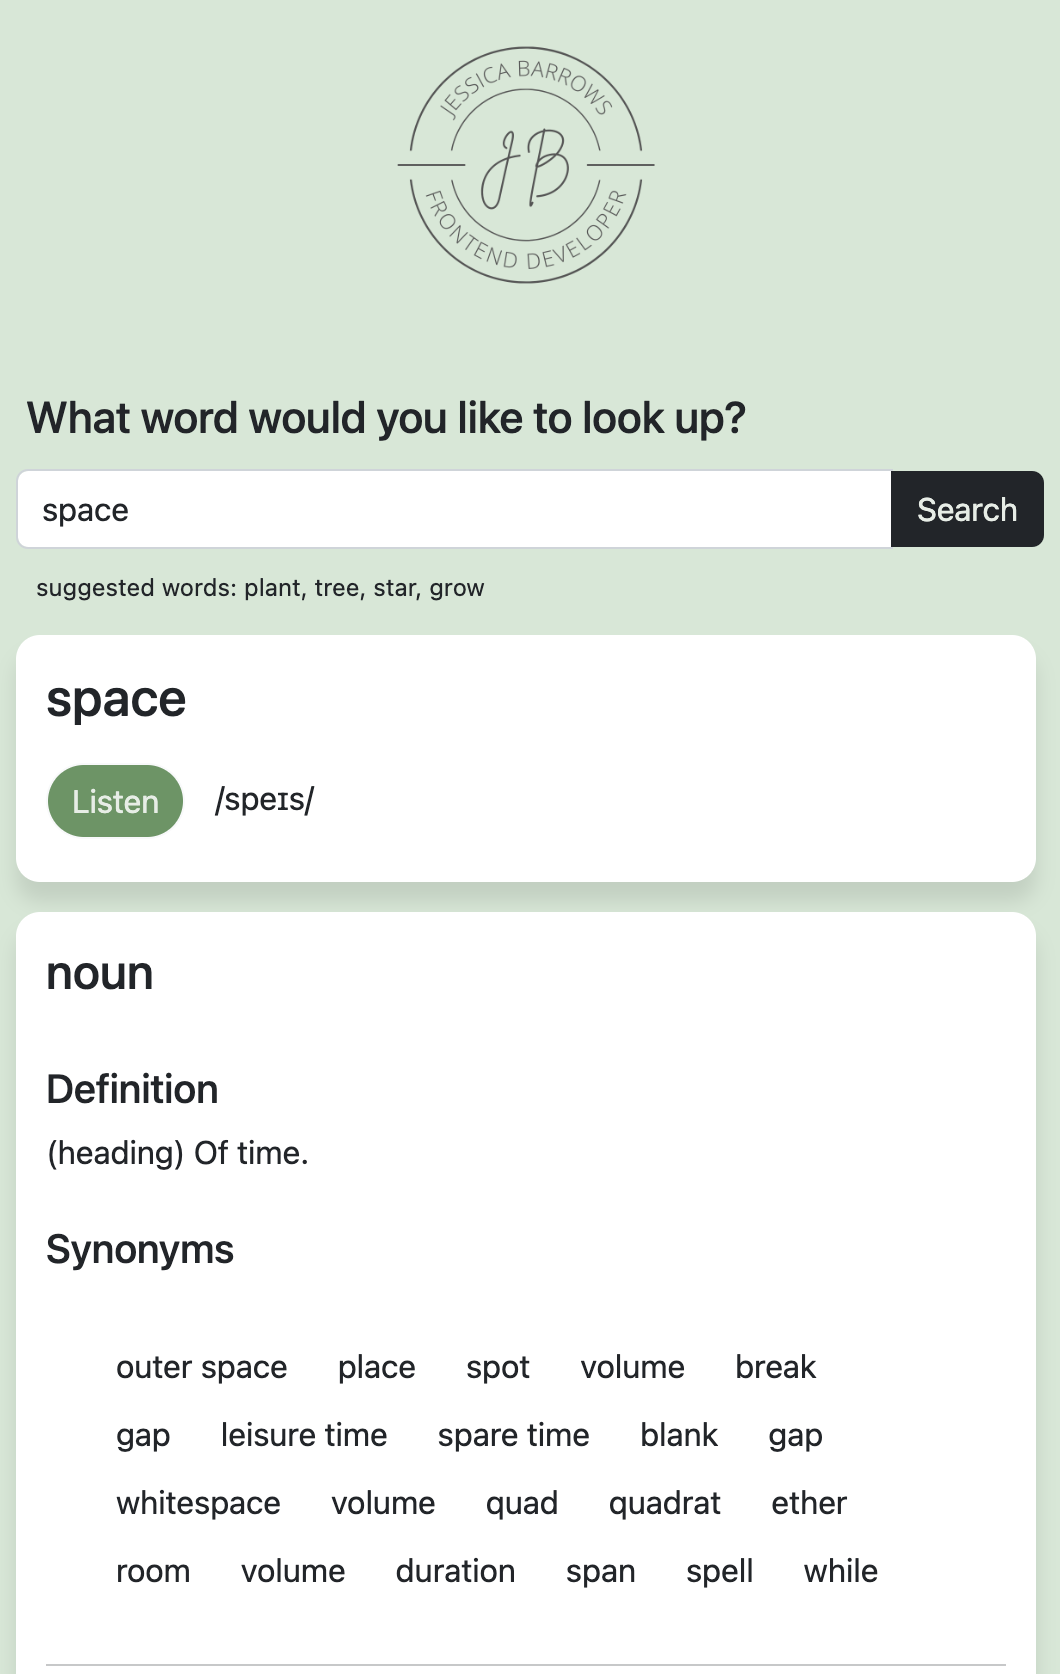 JESSICA BARROWS
JB
FRONTEND DEVELOPER
What word would you like to look up?
space
Search
suggested words: plant, tree, star, grow
space
Listen /speɪs/
noun
Definition
(heading) Of time.
Synonyms
outer space place spot volume break
gap leisure time spare time blank gap
whitespace volume quad quadrat ether
room volume duration span spell while